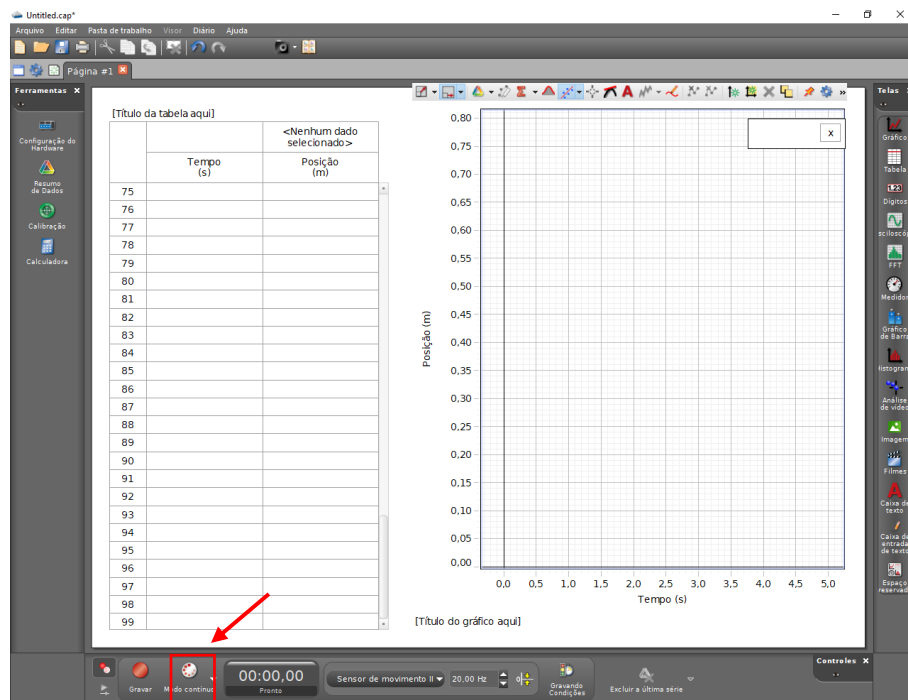 Untitled.cap*
Arquivo Editar Pasta de trabalho Visor Diário Ajuda
Página #1
Ferramentas X
Configuração do
Hardware
Resumo
de Dados
Calibração
Calculadora
[Título da tabela aqui]
<Nenhum dado
selecionado>
Tempo
(s)
Posição
(m)
75
76
77
78
79
80
81
82
83
84
85
86
87
88
89
90
91
92
93
94
95
96
97
98
99
x
0,80
0,75
0,70
0,65
0,60
0,55
0,50
0,45
0,40
0,35
0,30
0,25
0,20
0,15
0,10
0,05
0,00
Posição (m)
0,0 0,5 1,0 1,5 2,0 2,5 3,0 3,5 4,0 4,5 5,0
Tempo (s)
[Título do gráfico aqui]
Telas
Gráfico
Tabela
1.23
Dígitos
sciloscóp
FFT
Medidor
Gráfico
de Barra
istogran
Análise
de vídeo
Imagem
Filmes
Caixa de
texto
Caixa de
entrada
de texto
Espaço
reservad
Gravar
Modo contínuo
00:00,00
Pronto
Sensor de movimento II
20,00 Hz
Gravando
Condições
Excluir a última série
Controles X